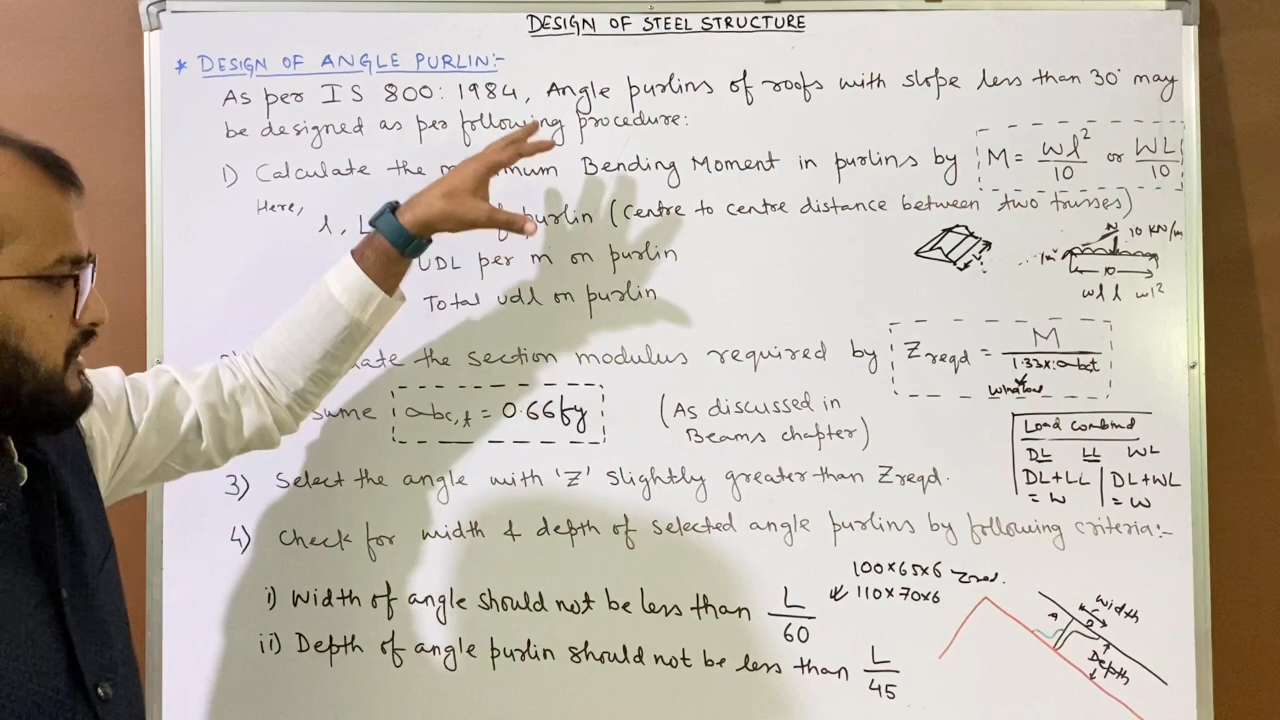 DESIGN OF STEEL STRUCTURE
* DESIGN OF ANGLE PURLIN:-
As per IS 800:1984, Angle purlins of roofs with slope less than 30° may
be designed as per following procedure:
1) Calculate the Bending Moment in purlins by M = wl²/10 or WL/10
Here,
l, L purlin (Centre to centre distance between two trusses)
UDL per m on purlin
Total udl on purlin
10 KN/m
10
wl l wl²
the section modulus required by Zreqd = M/1.33×σbct
σbc,t = 0.66fy (As discussed in
Beams chapter)
Load combind
DL LL WL
DL+LL | DL+WL
= W | = W
3) Select the angle with 'Z' slightly greater than Zreqd.
4) Check for width & depth of selected angle purlins by following criteria:-
i) Width of angle should not be less than L/60
ii) Depth of angle purlin should not be less than L/45
100×65×6
110×70×6
Width
Depth